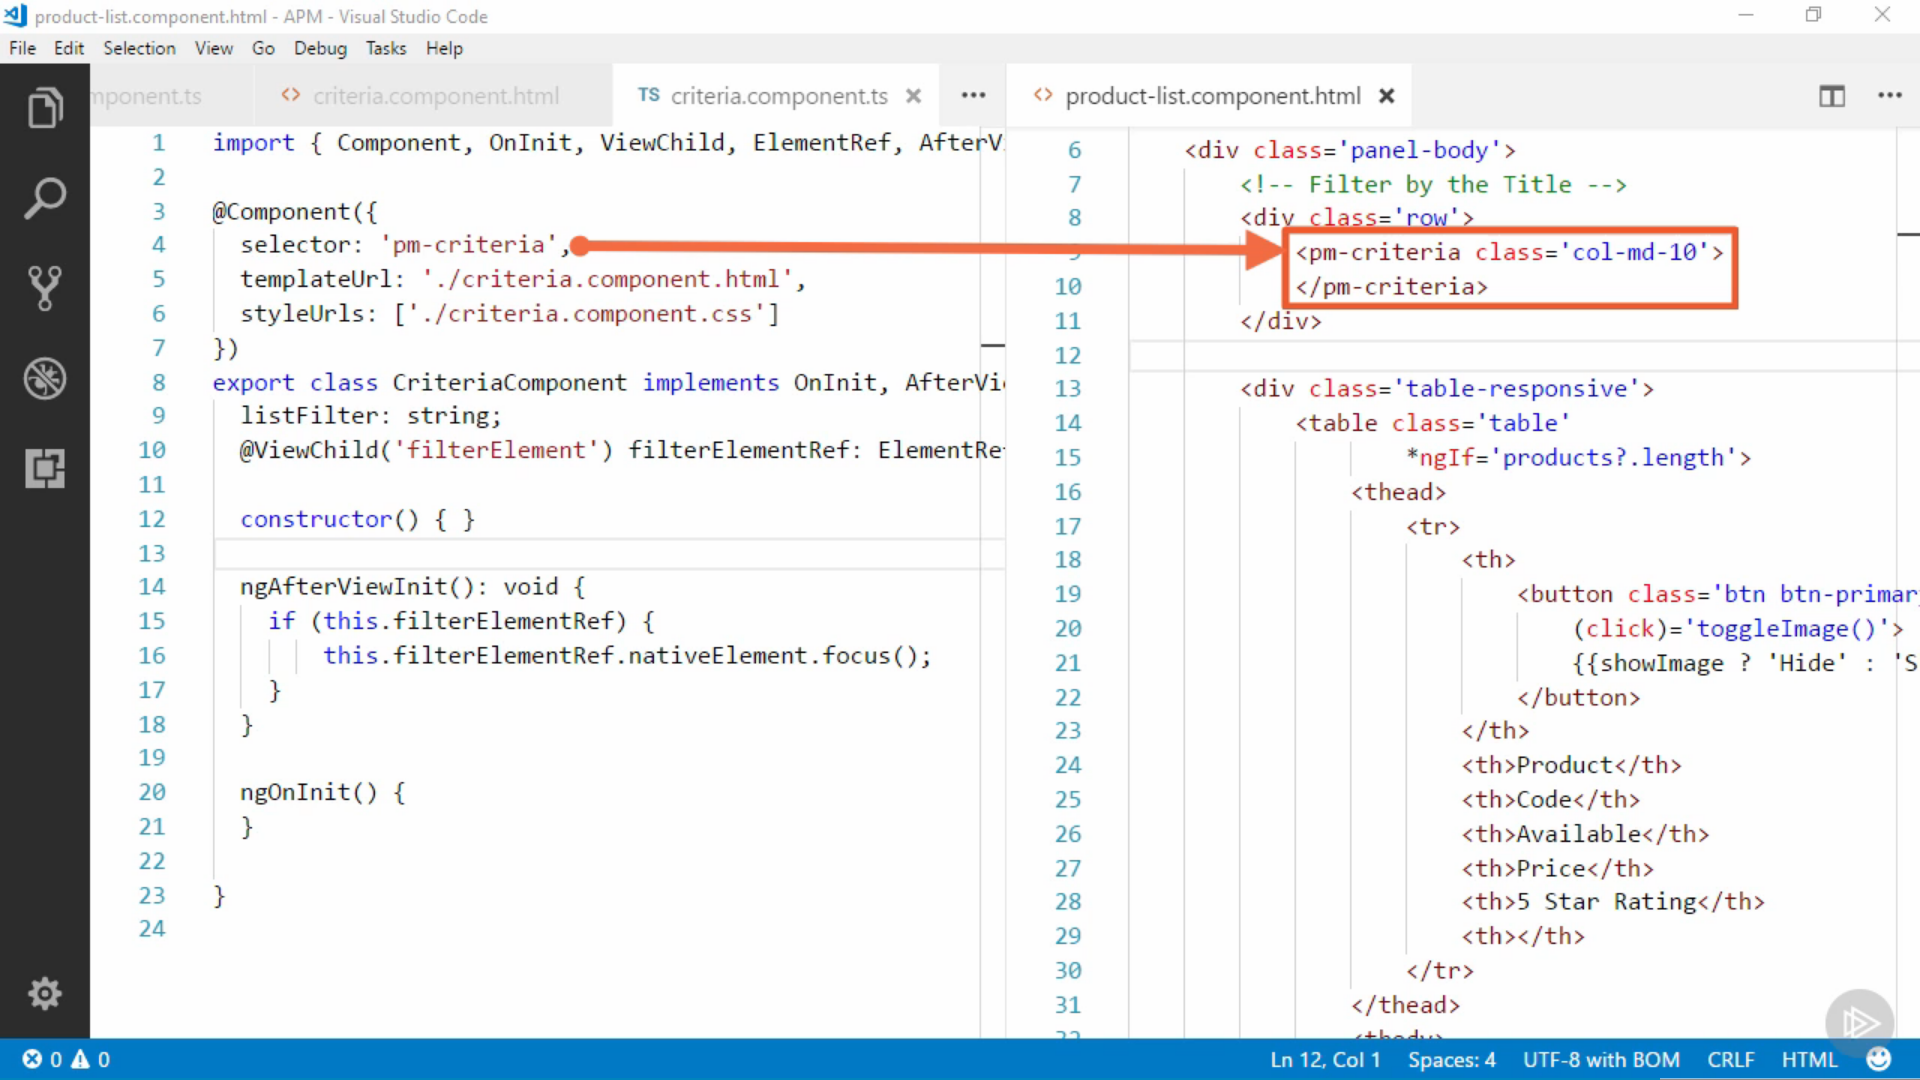 product-list.component.html - APM - Visual Studio Code
File Edit Selection View Go Debug Tasks Help
mponent.ts
<> criteria.component.html
TS criteria.component.ts
<> product-list.component.html
1 import { Component, OnInit, ViewChild, ElementRef, AfterV
2
3 @Component({
4 selector: 'pm-criteria',
5 templateUrl: './criteria.component.html',
6 styleUrls: ['./criteria.component.css']
7 })
8 export class CriteriaComponent implements OnInit, AfterVi
9 listFilter: string;
10 @ViewChild('filterElement') filterElementRef: ElementRe
11
12 constructor() { }
13
14 ngAfterViewInit(): void {
15 if (this.filterElementRef) {
16 this.filterElementRef.nativeElement.focus();
17 }
18 }
19
20 ngOnInit() {
21 }
22
23 }
24
6 <div class='panel-body'>
7 <!-- Filter by the Title -->
8 <div class='row'>
9 <pm-criteria class='col-md-10'>
10 </pm-criteria>
11 </div>
12
13 <div class='table-responsive'>
14 <table class='table'
15 *ngIf='products?.length'>
16 <thead>
17 <tr>
18 <th>
19 <button class='btn btn-primar
20 (click)='toggleImage()'>
21 {{showImage ? 'Hide' : 'S
22 </button>
23 </th>
24 <th>Product</th>
25 <th>Code</th>
26 <th>Available</th>
27 <th>Price</th>
28 <th>5 Star Rating</th>
29 <th></th>
30 </tr>
31 </thead>
32 <tbody>
0 0
Ln 12, Col 1 Spaces: 4 UTF-8 with BOM CRLF HTML